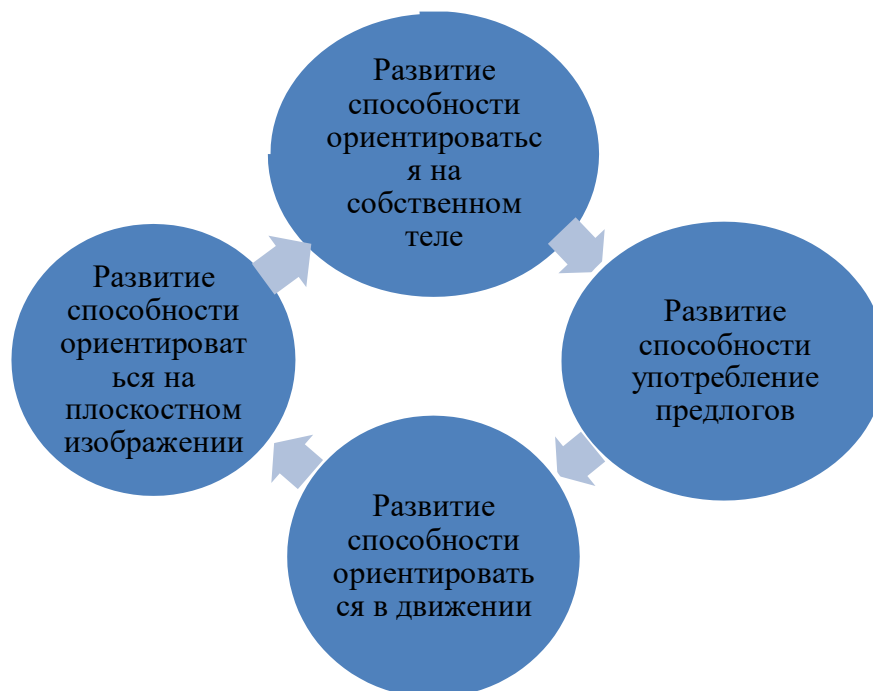 Развитие
способности
ориентироватьс
я на
собственном
теле
Развитие
способности
употребление
предлогов
Развитие
способности
ориентировать
ся в движении
Развитие
способности
ориентироват
ься на
плоскостном
изображении